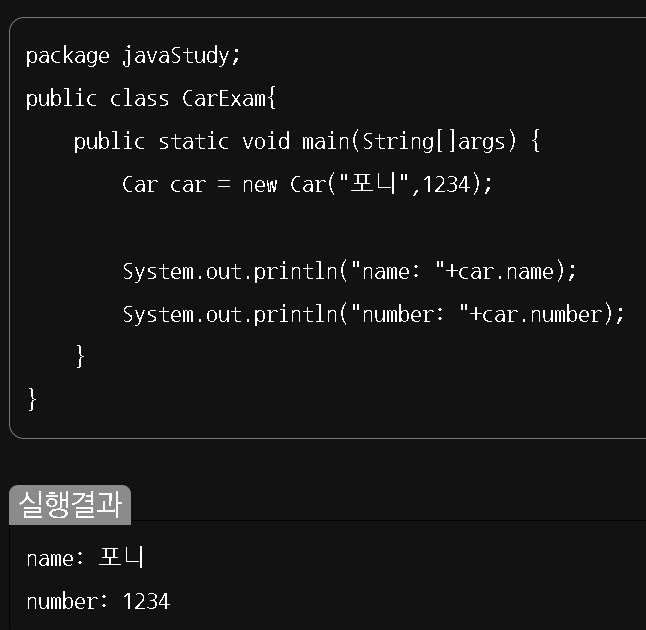 package javaStudy;
public class CarExam{
    public static void main(String[]args) {
        Car car = new Car("포니",1234);

        System.out.println("name: "+car.name);
        System.out.println("number: "+car.number);
    }
}
실행결과
name: 포니
number: 1234